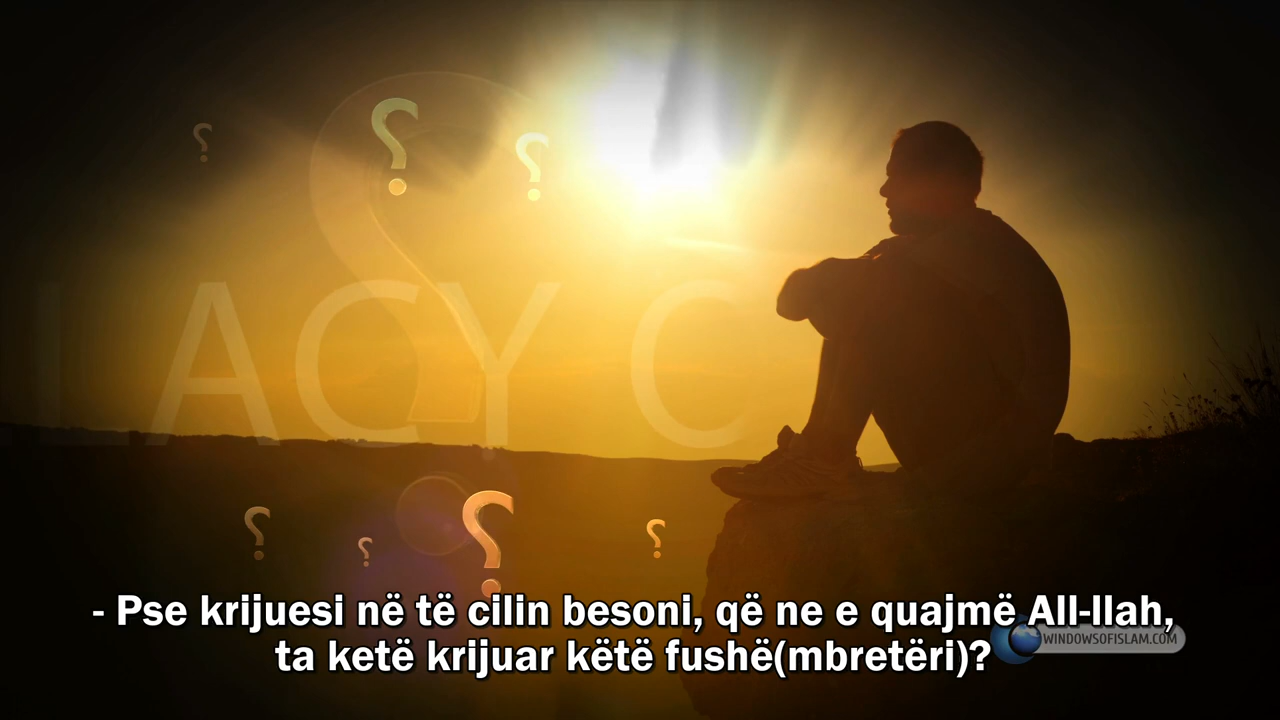 LACY C
- Pse krijuesi në të cilin besoni, që ne e quajmë All-llah,
ta ketë krijuar këtë fushë(mbretëri)?
WINDOWSOFISLAM.COM